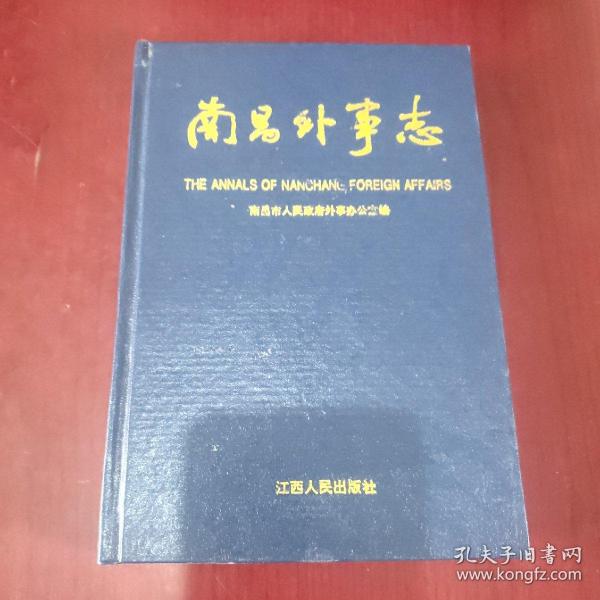 南昌外事志
THE ANNALS OF NANCHANG FOREIGN AFFAIRS
南昌市人民政府外事办公室编
江西人民出版社
孔夫子旧书网
www.kongfz.com